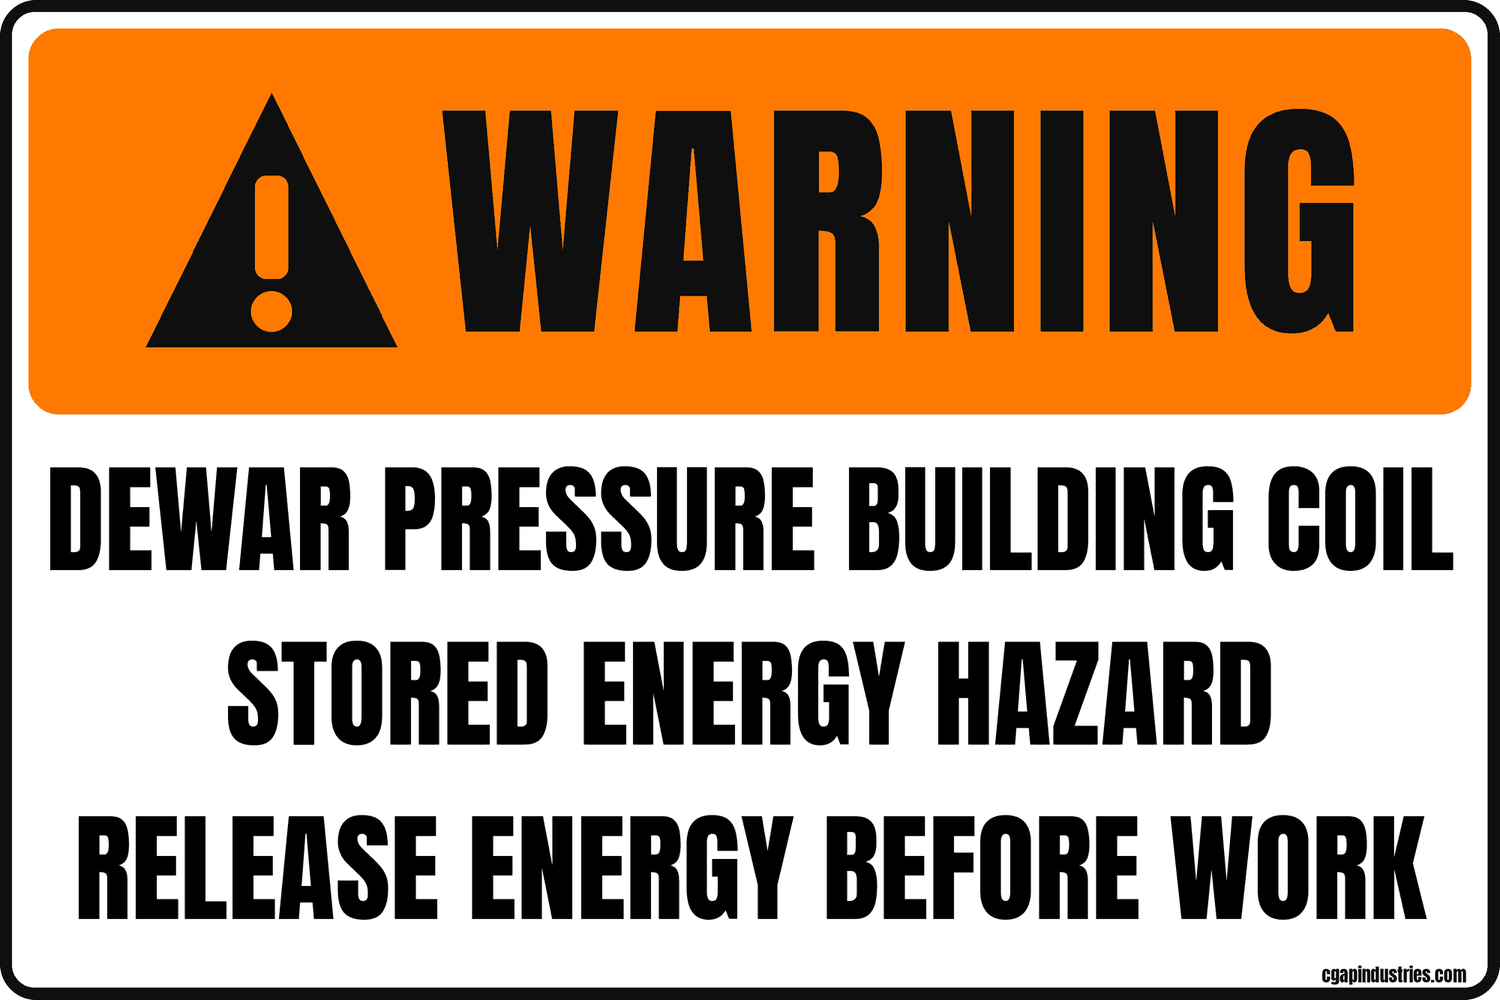 WARNING
DEWAR PRESSURE BUILDING COIL
STORED ENERGY HAZARD
RELEASE ENERGY BEFORE WORK
cgapindustries.com